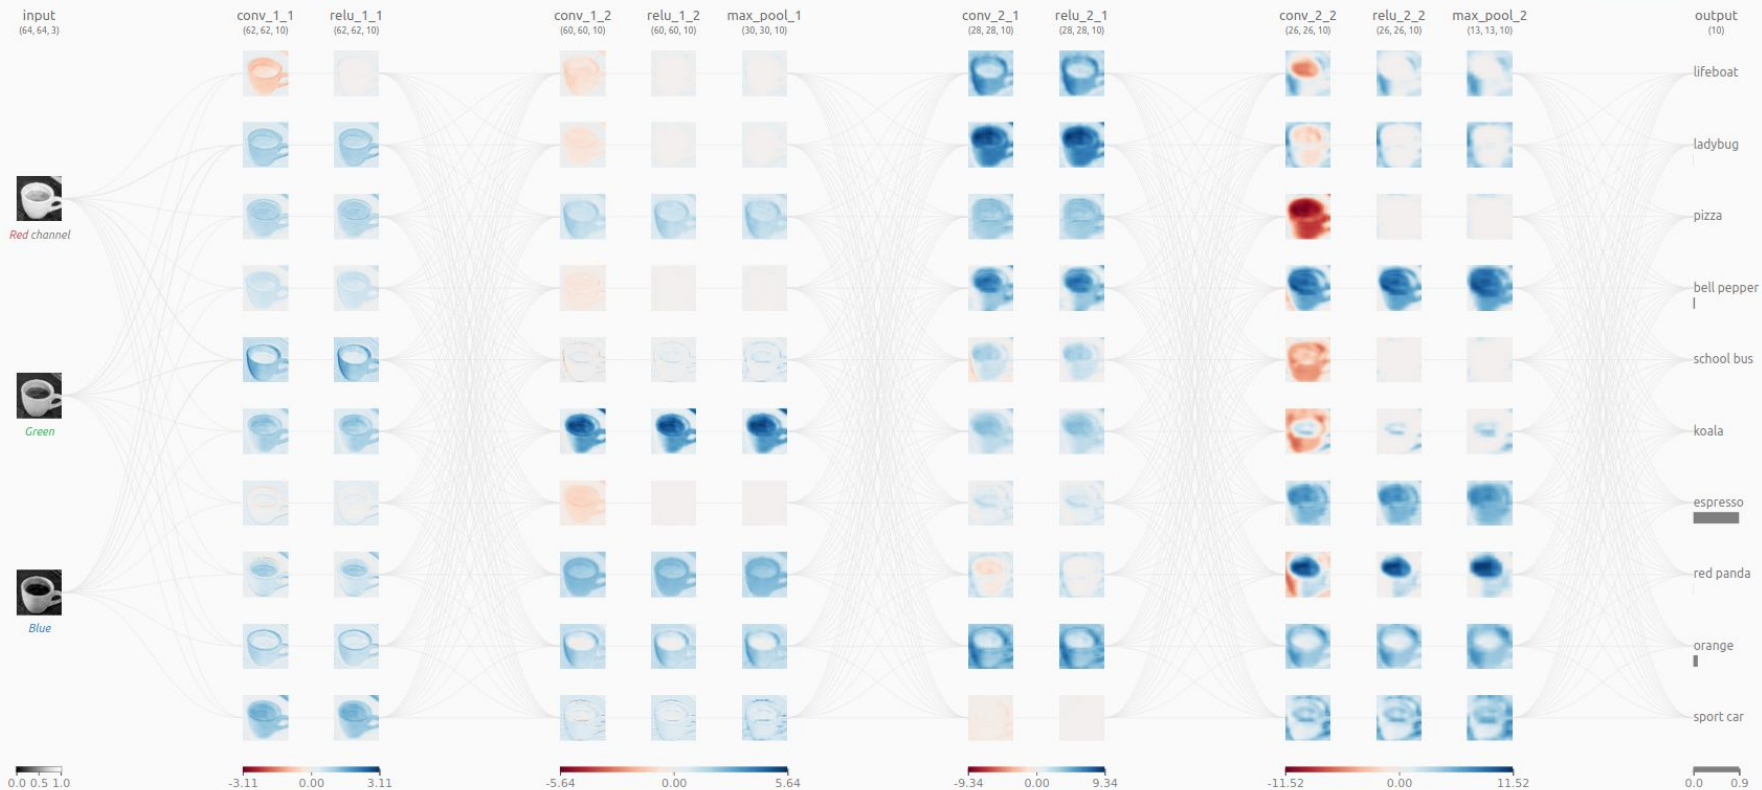 input conv_1_1 relu_1_1 conv_1_2 relu_1_2 max_pool_1 conv_2_1 relu_2_1 conv_2_2 relu_2_2 max_pool_2 output
(64, 64, 3) (62, 62, 10) (62, 62, 10) (60, 60, 10) (60, 60, 10) (30, 30, 10) (28, 28, 10) (28, 28, 10) (26, 26, 10) (26, 26, 10) (13, 13, 10) (10)
lifeboat
ladybug
pizza
Red channel
bell pepper
school bus
koala
Green
espresso
red panda
Blue
orange
sport car
0.0 0.5 1.0 -3.11 0.00 3.11 -5.64 0.00 5.64 -9.34 0.00 9.34 -11.52 0.00 11.52 0.0 0.9